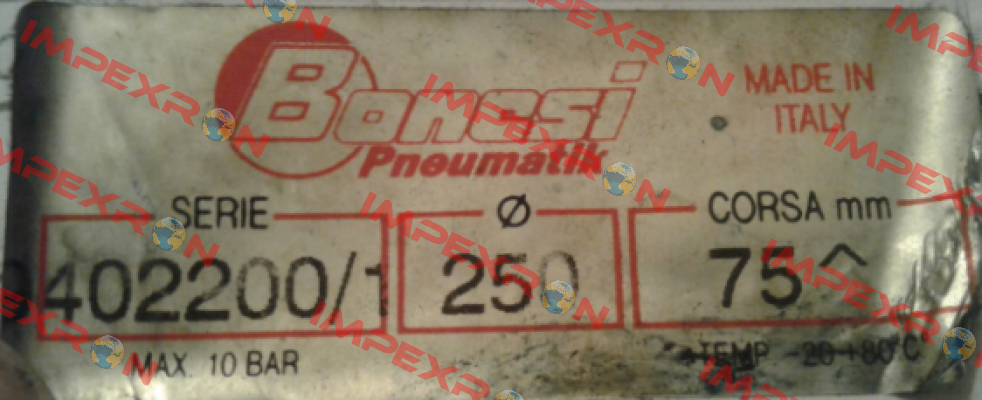 Bonesi
Pneumatik
MADE IN
ITALY
SERIE
Ø
CORSA mm
402200/1
250
75
MAX. 10 BAR
TEMP -20 +80°C
IMPEXRON